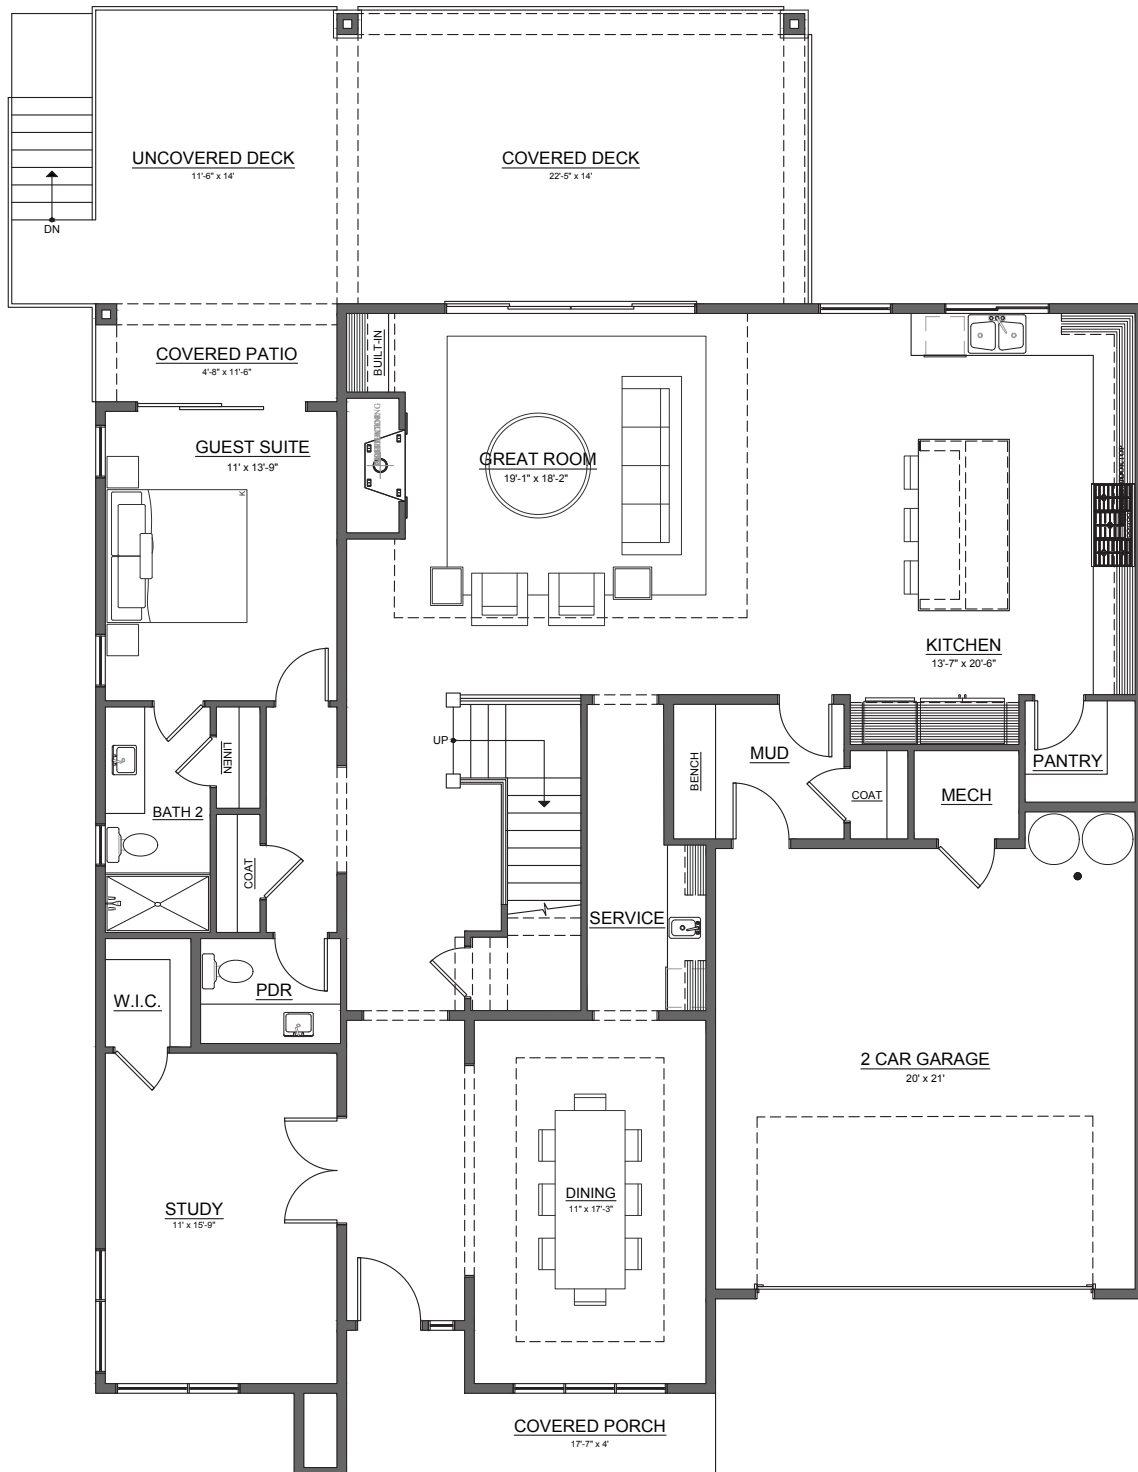 UNCOVERED DECK
11'-6" x 14'
COVERED DECK
22'-5" x 14'
DN
COVERED PATIO
4'-8" x 11'-6"
BUILT-IN
GUEST SUITE
11' x 13'-9"
K
GREAT ROOM
19'-1" x 18'-2"
KITCHEN
13'-7" x 20'-6"
UP
LINEN
BENCH
MUD
COAT
MECH
PANTRY
BATH 2
COAT
SERVICE
W.I.C.
PDR
2 CAR GARAGE
20' x 21'
STUDY
11' x 15'-9"
DINING
11" x 17'-3"
COVERED PORCH
17'-7" x 4'